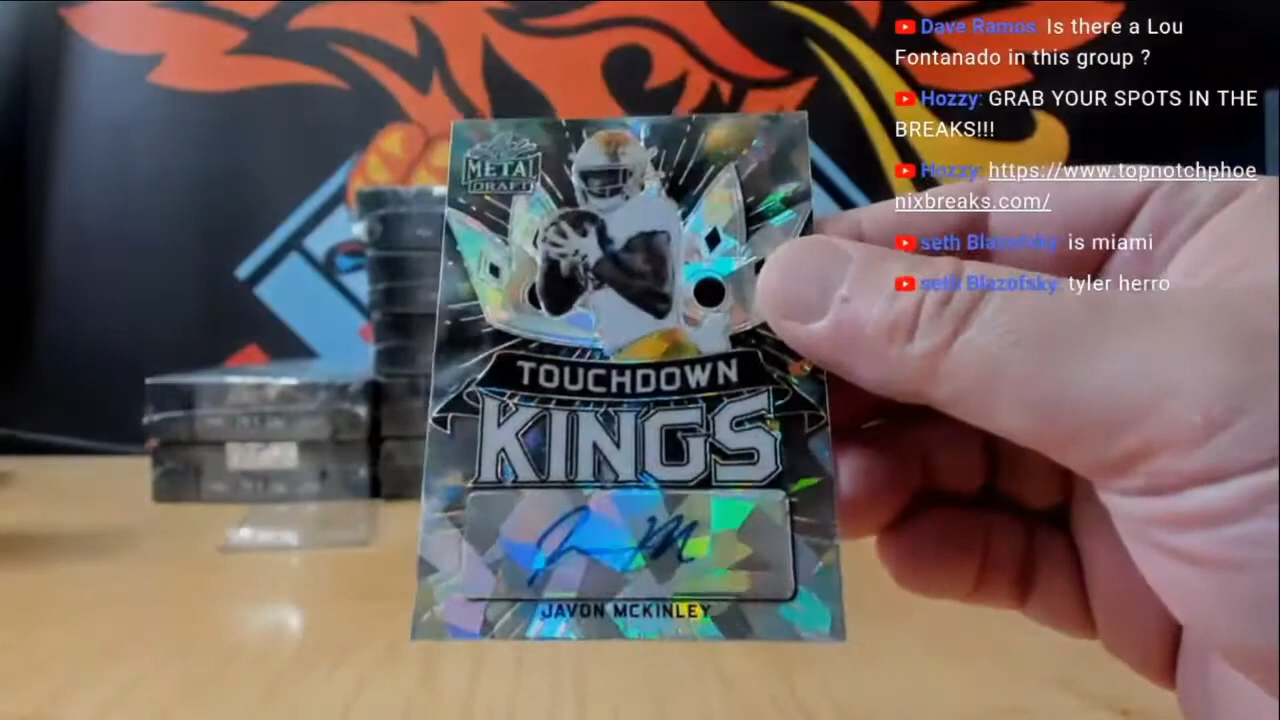 Dave Ramos: Is there a Lou
Fontanado in this group ?
Hozzy: GRAB YOUR SPOTS IN THE
BREAKS!!!
Hozzy: https://www.topnotchphoe
nixbreaks.com/
seth Blazofsky: is miami
seth Blazofsky: tyler herro
METAL
DRAFT
TOUCHDOWN
KINGS
JAVON MCKINLEY